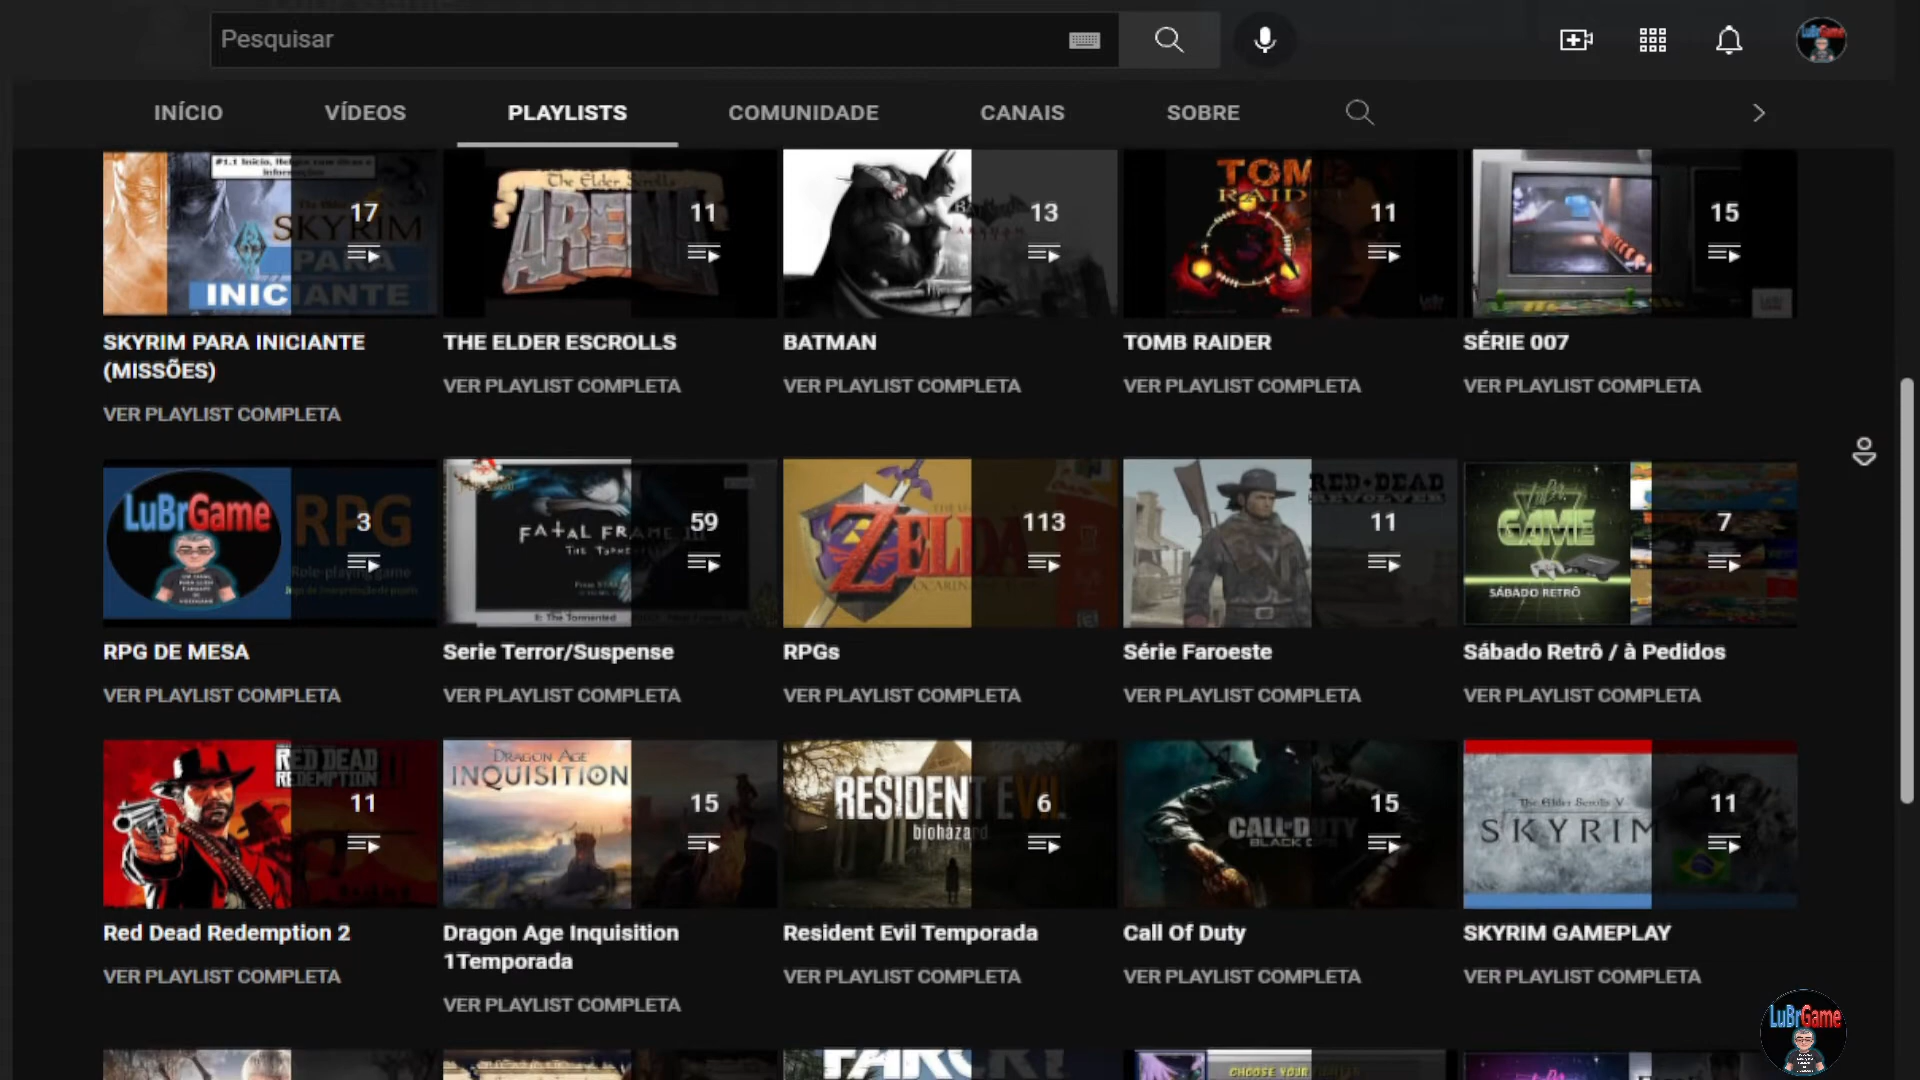 Pesquisar
INÍCIO VÍDEOS PLAYLISTS COMUNIDADE CANAIS SOBRE
#1.1 Inicio,
SKYRIM
PARA
INICIANTE
17
The Elder Scrolls
ARENA
11
13
TOMB
RAIDER
11
15
SKYRIM PARA INICIANTE
(MISSÕES)
VER PLAYLIST COMPLETA
THE ELDER ESCROLLS
VER PLAYLIST COMPLETA
BATMAN
VER PLAYLIST COMPLETA
TOMB RAIDER
VER PLAYLIST COMPLETA
SÉRIE 007
VER PLAYLIST COMPLETA
LuBrGame
RPG
Role-playing game
3
FATAL FRAME
59
ZELDA
113
RED DEAD
REVOLVER
11
GAME
SÁBADO RETRÔ
7
RPG DE MESA
VER PLAYLIST COMPLETA
Serie Terror/Suspense
VER PLAYLIST COMPLETA
RPGs
VER PLAYLIST COMPLETA
Série Faroeste
VER PLAYLIST COMPLETA
Sábado Retrô / à Pedidos
VER PLAYLIST COMPLETA
RED DEAD
REDEMPTION
11
DRAGON AGE
INQUISITION
15
RESIDENT EVIL
biohazard
6
CALL OF DUTY
BLACK OPS
15
The Elder Scrolls V
SKYRIM
11
Red Dead Redemption 2
VER PLAYLIST COMPLETA
Dragon Age Inquisition
1Temporada
VER PLAYLIST COMPLETA
Resident Evil Temporada
VER PLAYLIST COMPLETA
Call Of Duty
VER PLAYLIST COMPLETA
SKYRIM GAMEPLAY
VER PLAYLIST COMPLETA
LuBrGame
FARCRY
CHOOSE YOUR FIGHTER